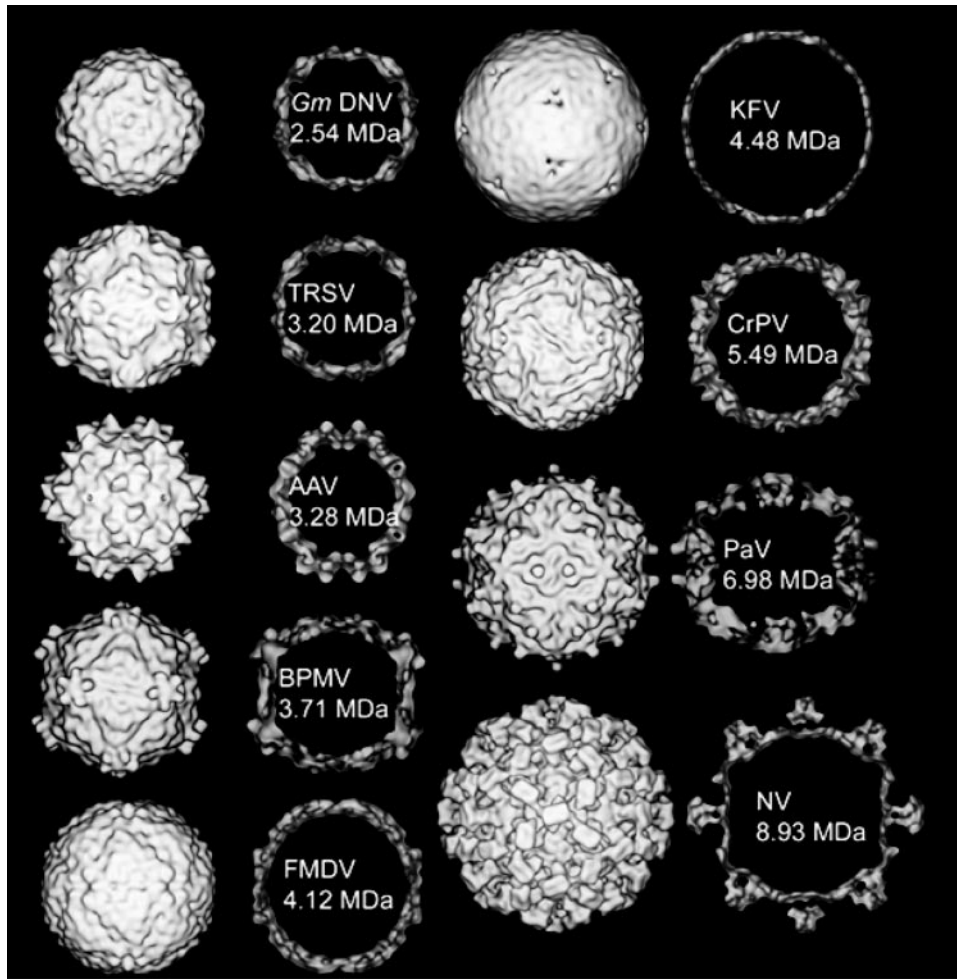 Gm DNV
2.54 MDa
TRSV
3.20 MDa
AAV
3.28 MDa
BPMV
3.71 MDa
FMDV
4.12 MDa
KFV
4.48 MDa
CrPV
5.49 MDa
PaV
6.98 MDa
NV
8.93 MDa